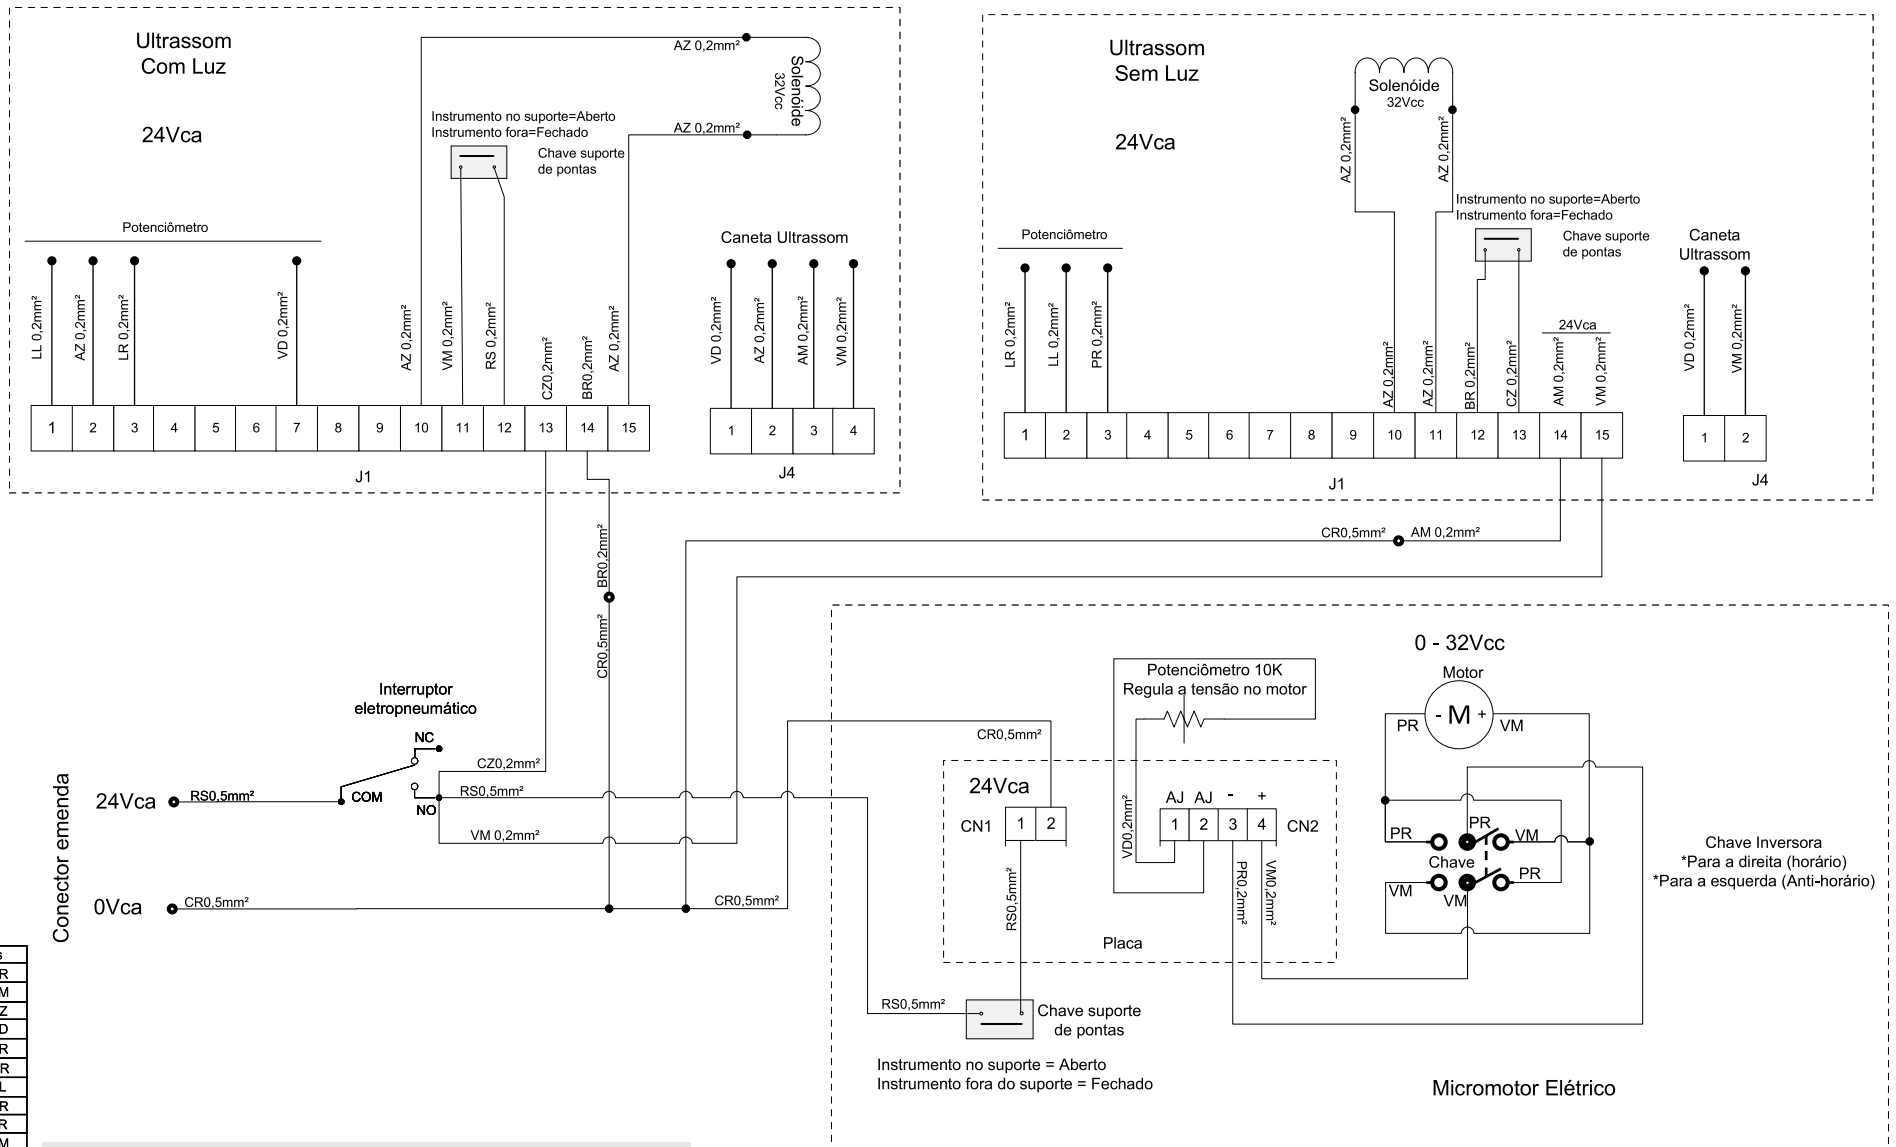 Ultrassom
Com Luz
24Vca
AZ 0,2mm²
Solenóide
32Vcc
AZ 0,2mm²
Instrumento no suporte=Aberto
Instrumento fora=Fechado
Chave suporte
de pontas
Potenciômetro
LL 0,2mm²
AZ 0,2mm²
LR 0,2mm²
VD 0,2mm²
AZ 0,2mm²
VM 0,2mm²
RS 0,2mm²
CZ0,2mm²
BR0,2mm²
AZ 0,2mm²
1 2 3 4 5 6 7 8 9 10 11 12 13 14 15
J1
Caneta Ultrassom
VD 0,2mm²
AZ 0,2mm²
AM 0,2mm²
VM 0,2mm²
1 2 3 4
J4
Ultrassom
Sem Luz
24Vca
Solenóide
32Vcc
AZ 0,2mm²
AZ 0,2mm²
Instrumento no suporte=Aberto
Instrumento fora=Fechado
Chave suporte
de pontas
Potenciômetro
LR 0,2mm²
LL 0,2mm²
PR 0,2mm²
AZ 0,2mm²
AZ 0,2mm²
BR 0,2mm²
CZ 0,2mm²
24Vca
AM 0,2mm²
VM 0,2mm²
1 2 3 4 5 6 7 8 9 10 11 12 13 14 15
J1
Caneta
Ultrassom
VD 0,2mm²
VM 0,2mm²
1 2
J4
CR0,5mm² AM 0,2mm²
BR0,2mm²
CR0,5mm²
Interruptor
eletropneumático
NC
COM
NO
Conector emenda
24Vca
RS0,5mm²
0Vca
CR0,5mm²
CZ0,2mm²
RS0,5mm²
VM 0,2mm²
CR0,5mm²
CR0,5mm²
Potenciômetro 10K
Regula a tensão no motor
24Vca
CN1
1 2
RS0,5mm²
VD0,2mm²
AJ AJ - +
1 2 3 4
CN2
PR0,2mm²
VM0,2mm²
Placa
RS0,5mm²
Chave suporte
de pontas
Instrumento no suporte = Aberto
Instrumento fora do suporte = Fechado
0 - 32Vcc
Motor
- M +
PR
VM
PR
PR
VM
Chave
VM
VM
PR
Chave Inversora
*Para a direita (horário)
*Para a esquerda (Anti-horário)
Micromotor Elétrico
s
R
M
Z
D
R
R
L
R
R
M